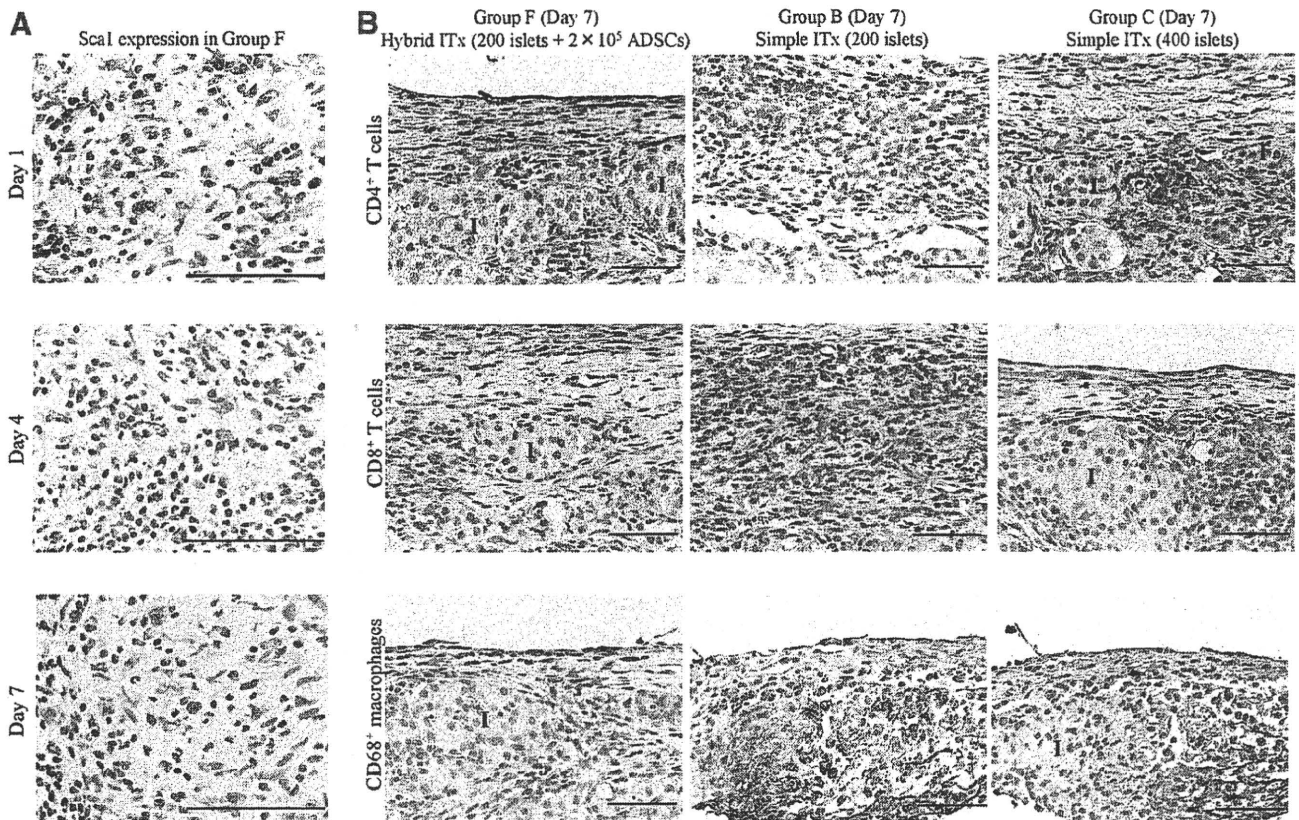 A
Sca1 expression in Group F
Day 1
Day 4
Day 7
B
Group F (Day 7)
Hybrid ITx (200 islets + 2 × 10⁵ ADSCs)
Group B (Day 7)
Simple ITx (200 islets)
Group C (Day 7)
Simple ITx (400 islets)
CD4⁺ T cells
I
I
I
I
CD8⁺ T cells
I
I
CD68⁺ macrophages
I
I